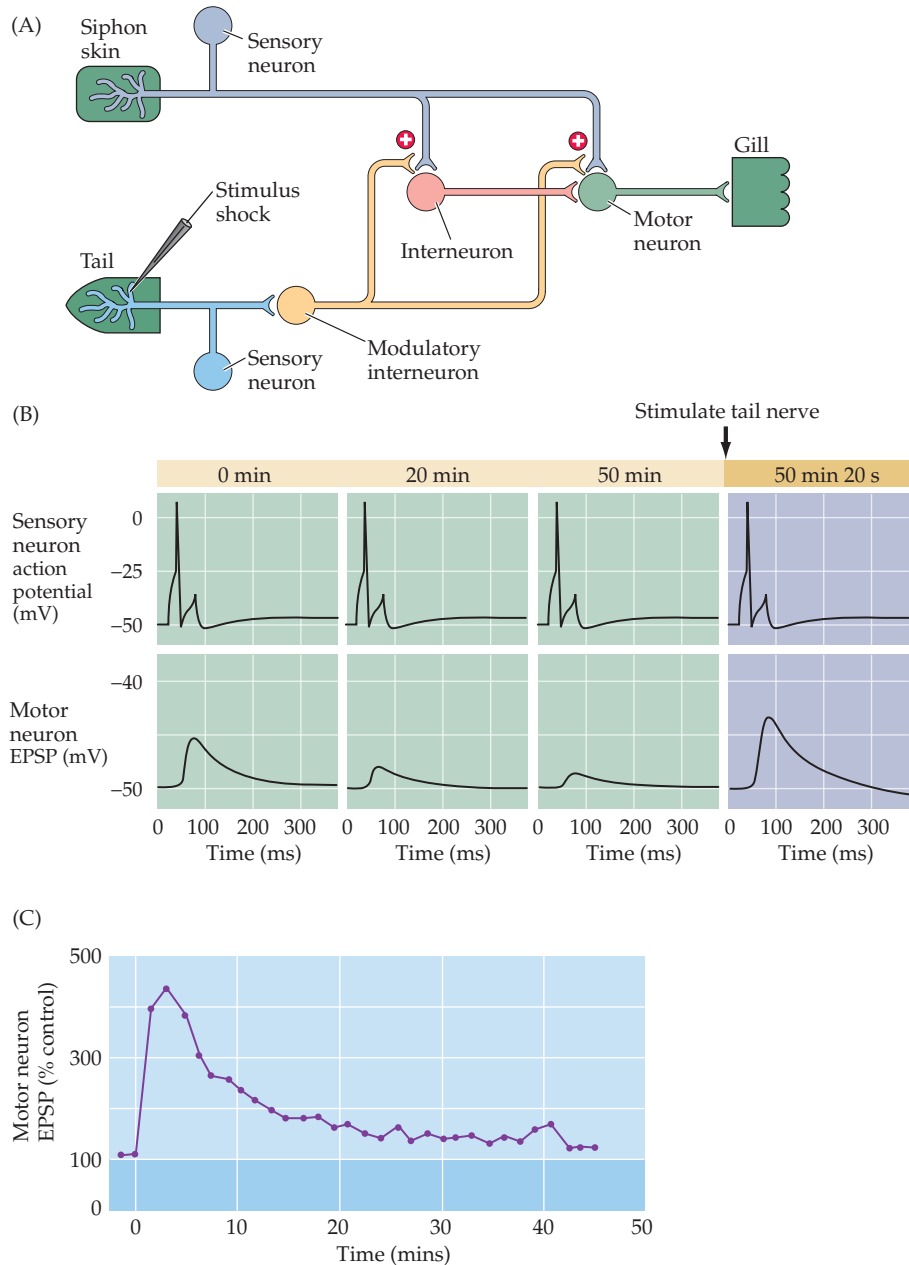 (A)
Siphon
skin
Sensory
neuron
Gill
Stimulus
shock
Motor
neuron
Interneuron
Tail
Sensory
neuron
Modulatory
interneuron
(B)
Stimulate tail nerve
0 min 20 min 50 min 50 min 20 s
Sensory
neuron
action
potential
(mV)
0
–25
–50
Motor
neuron
EPSP (mV)
–40
–50
0 100 200 300 0 100 200 300 0 100 200 300 0 100 200 300
Time (ms) Time (ms) Time (ms) Time (ms)
(C)
Motor neuron
EPSP (% control)
500
300
100
0
0 10 20 30 40 50
Time (mins)